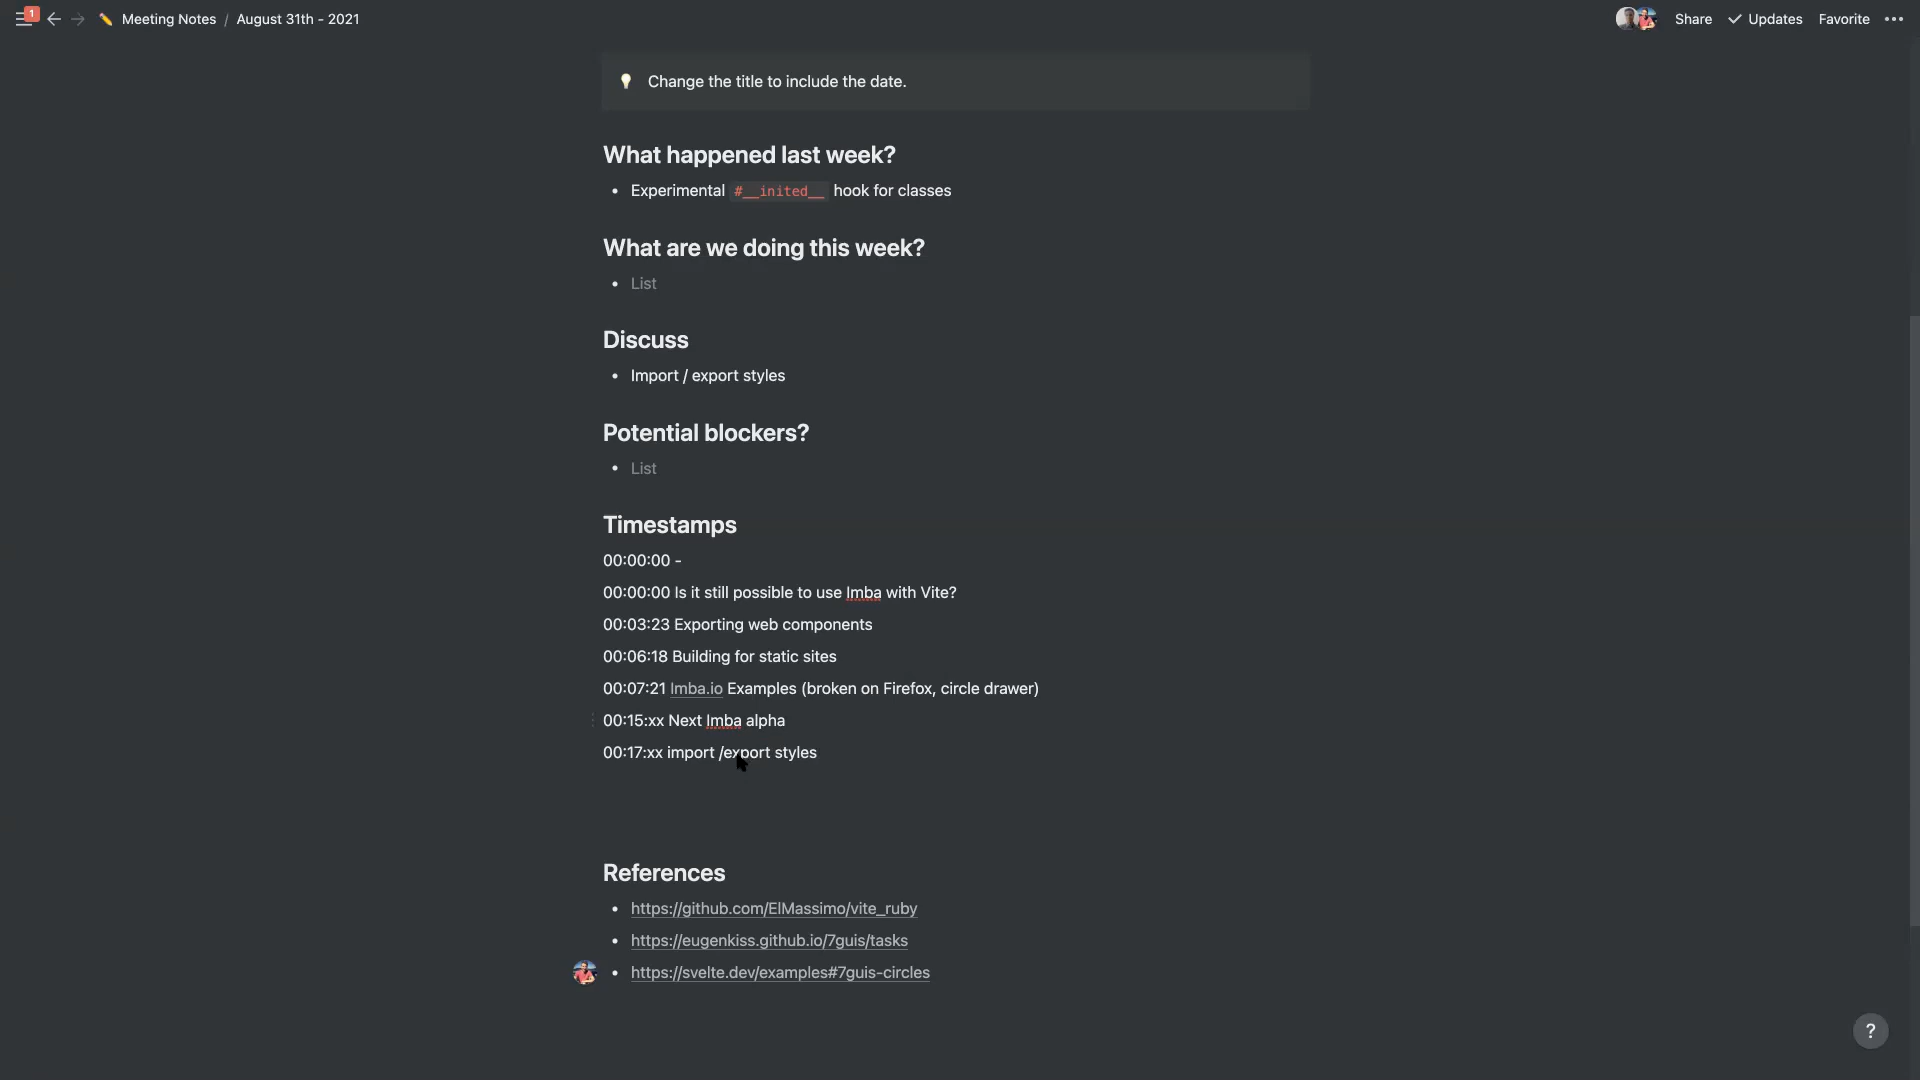 1
Meeting Notes / August 31th - 2021
Share Updates Favorite
Change the title to include the date.
What happened last week?
• Experimental #__inited__ hook for classes
What are we doing this week?
• List
Discuss
• Import / export styles
Potential blockers?
• List
Timestamps
00:00:00 -
00:00:00 Is it still possible to use Imba with Vite?
00:03:23 Exporting web components
00:06:18 Building for static sites
00:07:21 Imba.io Examples (broken on Firefox, circle drawer)
00:15:xx Next Imba alpha
00:17:xx import /export styles
References
• https://github.com/ElMassimo/vite_ruby
• https://eugenkiss.github.io/7guis/tasks
• https://svelte.dev/examples#7guis-circles
?